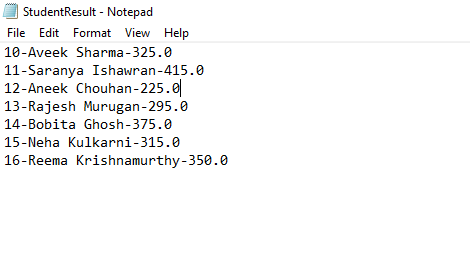 StudentResult - Notepad
File Edit Format View Help
10-Aveek Sharma-325.0
11-Saranya Ishawran-415.0
12-Aneek Chouhan-225.0
13-Rajesh Murugan-295.0
14-Bobita Ghosh-375.0
15-Neha Kulkarni-315.0
16-Reema Krishnamurthy-350.0